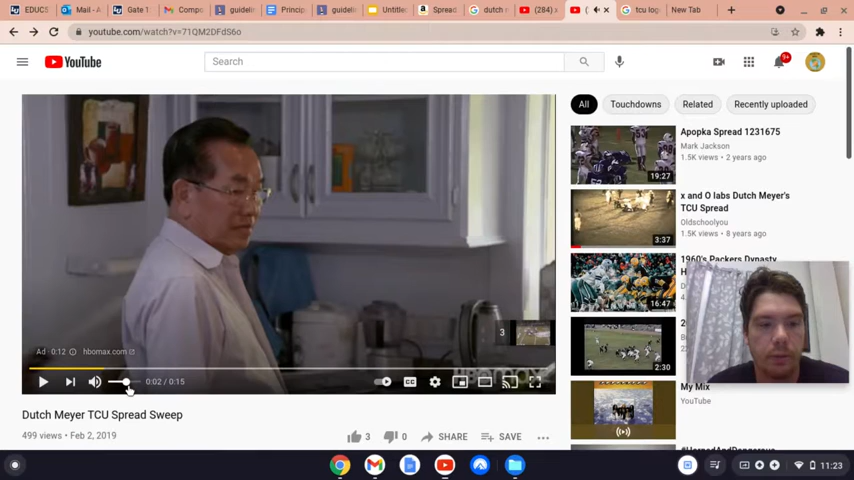 EDUCS
Mail - A
Gate 1
Compo
guideli
Princip
guideli
Untitle
Spread
dutch r
(284)
tcu log
New Tab
youtube.com/watch?v=71QM2DFdS6o
YouTube
Search
9+
All
Touchdowns
Related
Recently uploaded
Apopka Spread 1231675
Mark Jackson
1.5K views • 2 years ago
19:27
x and O labs Dutch Meyer's
TCU Spread
Oldschoolyou
1.5K views • 8 years ago
3:37
1960's Packers Dynasty
16:47
2:30
My Mix
YouTube
3
Ad · 0:12
hbomax.com
0:02 / 0:15
CC
Dutch Meyer TCU Spread Sweep
499 views • Feb 2, 2019
3
0
SHARE
SAVE
11:23